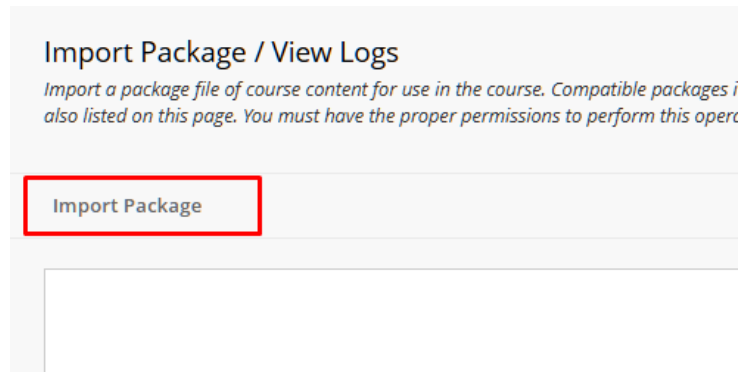 Import Package / View Logs
Import a package file of course content for use in the course. Compatible packages
also listed on this page. You must have the proper permissions to perform this
Import Package